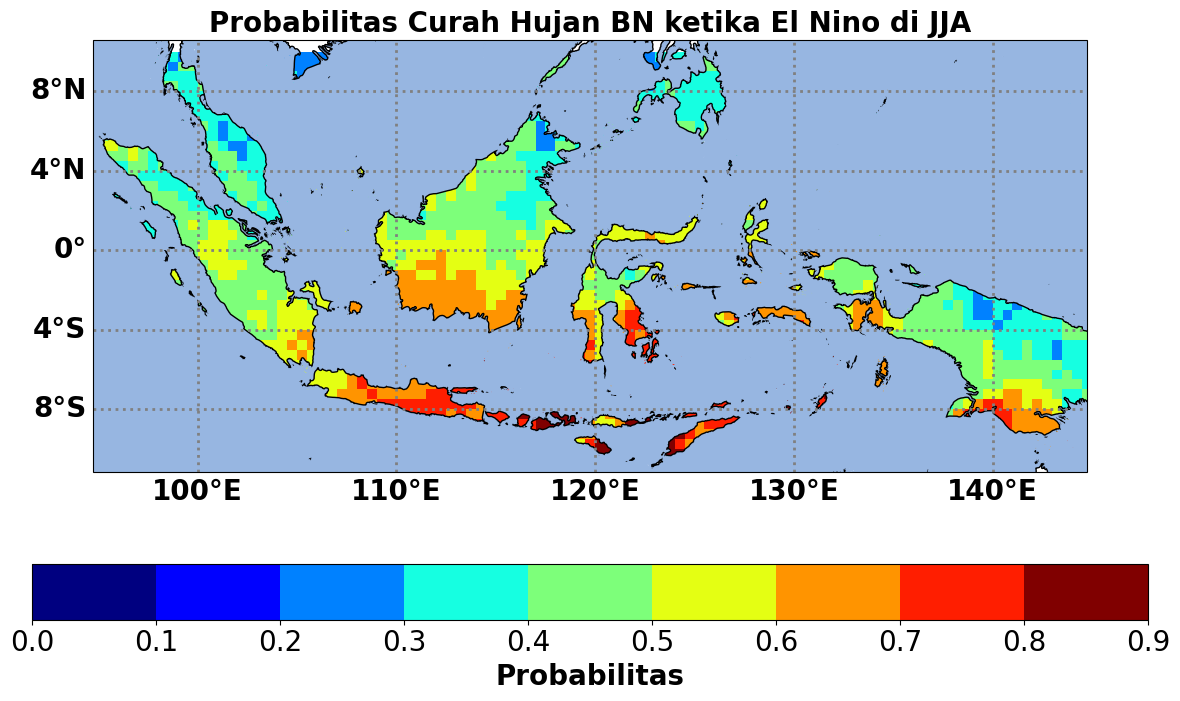 Probabilitas Curah Hujan BN ketika El Nino di JJA
8°N
4°N
0°
4°S
8°S
100°E 110°E 120°E 130°E 140°E
0.0 0.1 0.2 0.3 0.4 0.5 0.6 0.7 0.8 0.9
Probabilitas